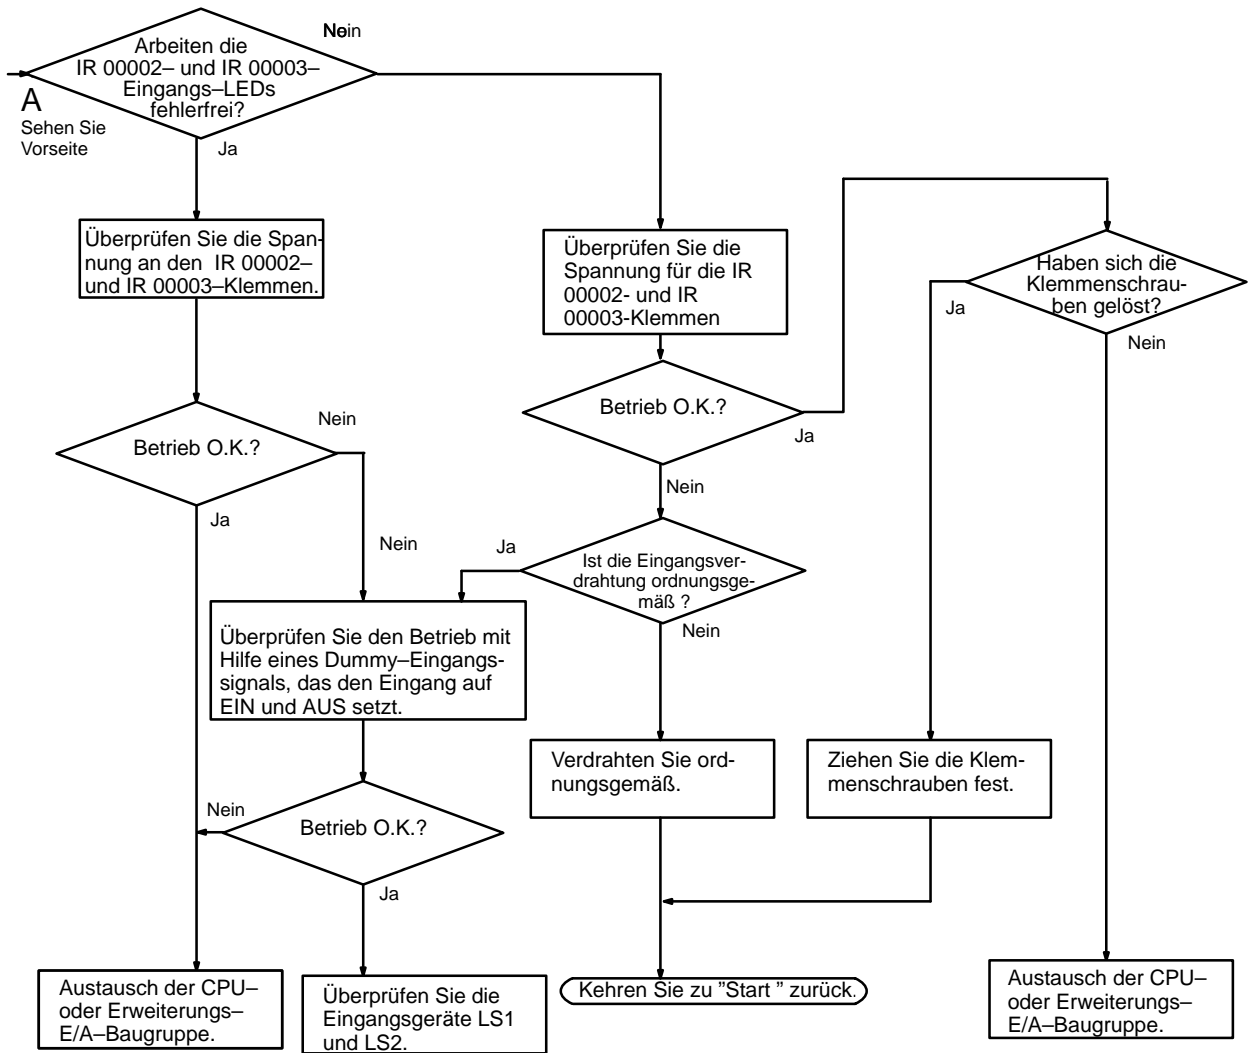 Arbeiten die
IR 00002– und IR 00003–
Eingangs–LEDs
fehlerfrei?
Nein
A
Sehen Sie
Vorseite
Ja
Überprüfen Sie die Span-
nung an den IR 00002–
und IR 00003–Klemmen.
Überprüfen Sie die
Spannung für die IR
00002- und IR
00003-Klemmen
Haben sich die
Klemmenschrau-
ben gelöst?
Ja
Nein
Betrieb O.K.?
Nein
Ja
Betrieb O.K.?
Ja
Nein
Nein
Ja
Ist die Eingangsver-
drahtung ordnungsge-
mäß ?
Nein
Überprüfen Sie den Betrieb mit
Hilfe eines Dummy–Eingangs-
signals, das den Eingang auf
EIN und AUS setzt.
Verdrahten Sie ord-
nungsgemäß.
Ziehen Sie die Klem-
menschrauben fest.
Nein
Betrieb O.K.?
Ja
Austausch der CPU–
oder Erweiterungs–
E/A–Baugruppe.
Überprüfen Sie die
Eingangsgeräte LS1
und LS2.
Kehren Sie zu ”Start ” zurück.
Austausch der CPU–
oder Erweiterungs–
E/A–Baugruppe.